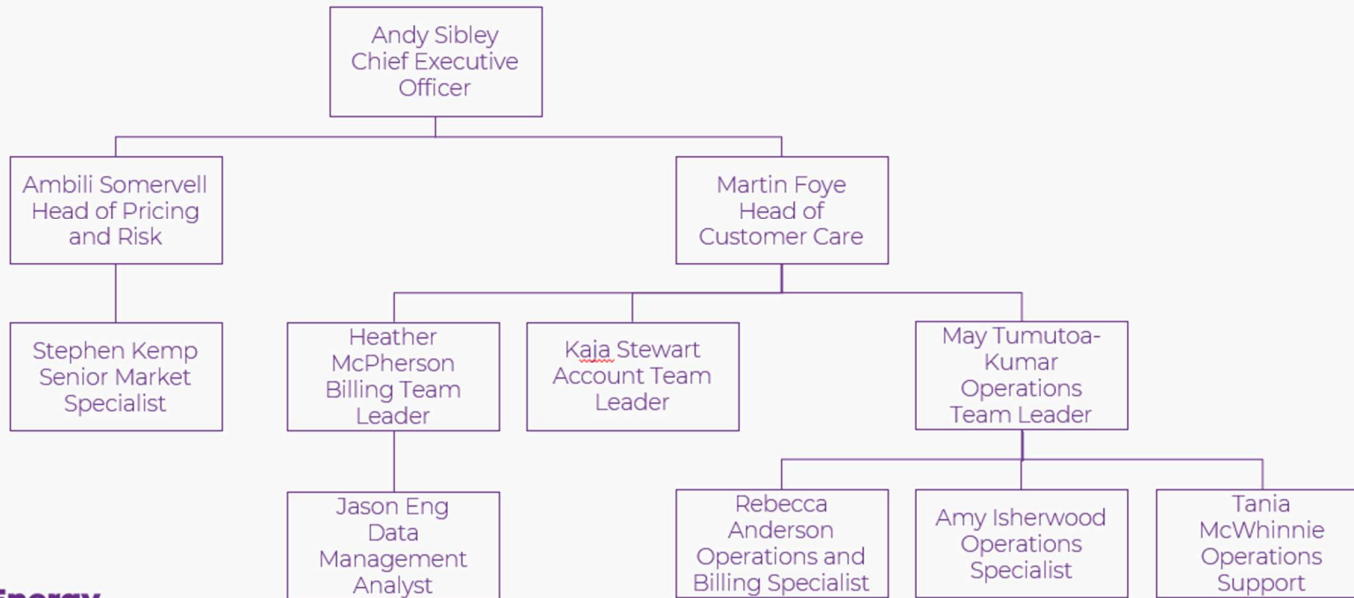 Andy Sibley
Chief Executive
Officer
Ambili Somervell
Head of Pricing
and Risk
Martin Foye
Head of
Customer Care
Stephen Kemp
Senior Market
Specialist
Heather
McPherson
Billing Team
Leader
Kaja Stewart
Account Team
Leader
May Tumutoa-
Kumar
Operations
Team Leader
Jason Eng
Data
Management
Analyst
Rebecca
Anderson
Operations and
Billing Specialist
Amy Isherwood
Operations
Specialist
Tania
McWhinnie
Operations
Support
Energy